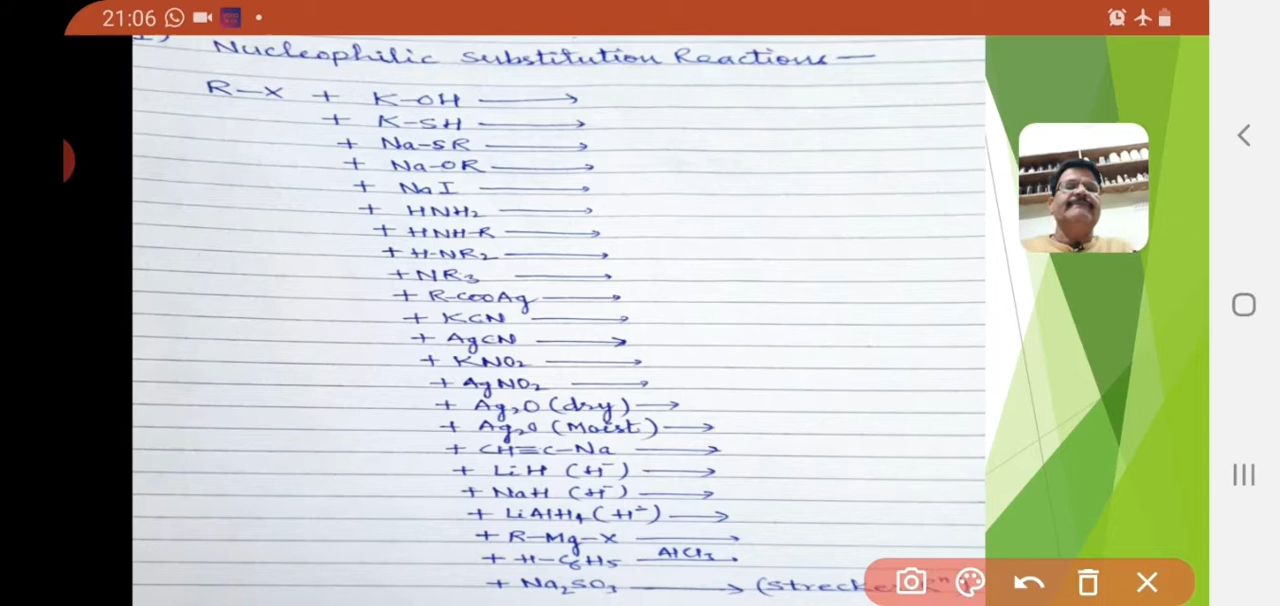 21:06
Nucleophilic Substitution Reactions —
R-X + K-OH ⟶
+ K-SH ⟶
+ Na-SR ⟶
+ Na-OR ⟶
+ NaI ⟶
+ HNH₂ ⟶
+ HNH-R ⟶
+ H-NR₂ ⟶
+ NR₃ ⟶
+ R-COOAg ⟶
+ KCN ⟶
+ AgCN ⟶
+ KNO₂ ⟶
+ AgNO₂ ⟶
+ Ag₂O (dry) ⟶
+ Ag₂O (Moist) ⟶
+ CH≡C-Na ⟶
+ LiH (H⁻) ⟶
+ NaH (H⁻) ⟶
+ LiAlH₄ (H⁻) ⟶
+ R-Mg-X ⟶
+ H-C₆H₅ AlCl₃ ⟶
+ Na₂SO₃ ⟶ (Strecker